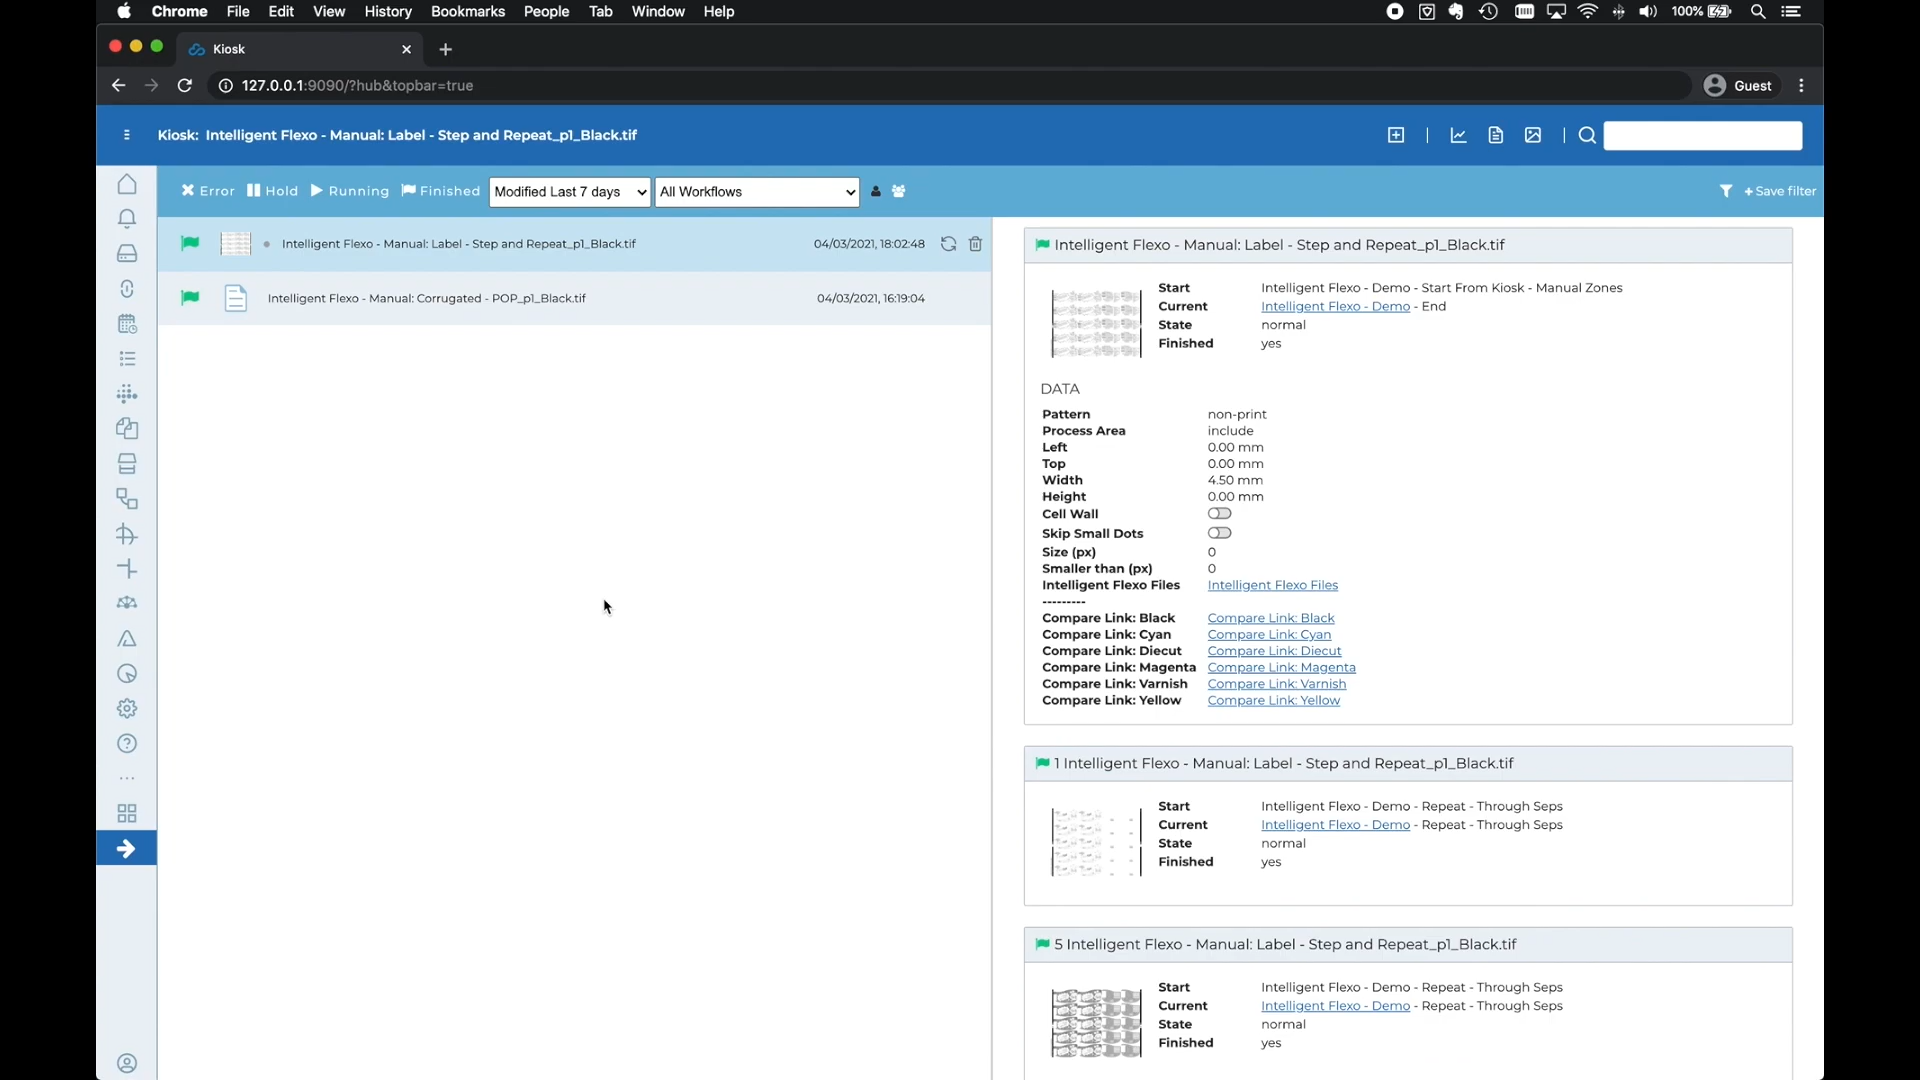 Chrome File Edit View History Bookmarks People Tab Window Help 100%
Kiosk
127.0.0.1:9090/?hub&topbar=true Guest
Kiosk: Intelligent Flexo - Manual: Label - Step and Repeat_p1_Black.tif
Error Hold Running Finished Modified Last 7 days All Workflows + Save filter
Intelligent Flexo - Manual: Label - Step and Repeat_p1_Black.tif 04/03/2021, 18:02:48
Intelligent Flexo - Manual: Corrugated - POP_p1_Black.tif 04/03/2021, 16:19:04
Intelligent Flexo - Manual: Label - Step and Repeat_p1_Black.tif
Start Intelligent Flexo - Demo - Start From Kiosk - Manual Zones
Current Intelligent Flexo - Demo - End
State normal
Finished yes
DATA
Pattern non-print
Process Area include
Left 0.00 mm
Top 0.00 mm
Width 4.50 mm
Height 0.00 mm
Cell Wall
Skip Small Dots
Size (px) 0
Smaller than (px) 0
Intelligent Flexo Files Intelligent Flexo Files
---------
Compare Link: Black Compare Link: Black
Compare Link: Cyan Compare Link: Cyan
Compare Link: Diecut Compare Link: Diecut
Compare Link: Magenta Compare Link: Magenta
Compare Link: Varnish Compare Link: Varnish
Compare Link: Yellow Compare Link: Yellow
1 Intelligent Flexo - Manual: Label - Step and Repeat_p1_Black.tif
Start Intelligent Flexo - Demo - Repeat - Through Seps
Current Intelligent Flexo - Demo - Repeat - Through Seps
State normal
Finished yes
5 Intelligent Flexo - Manual: Label - Step and Repeat_p1_Black.tif
Start Intelligent Flexo - Demo - Repeat - Through Seps
Current Intelligent Flexo - Demo - Repeat - Through Seps
State normal
Finished yes